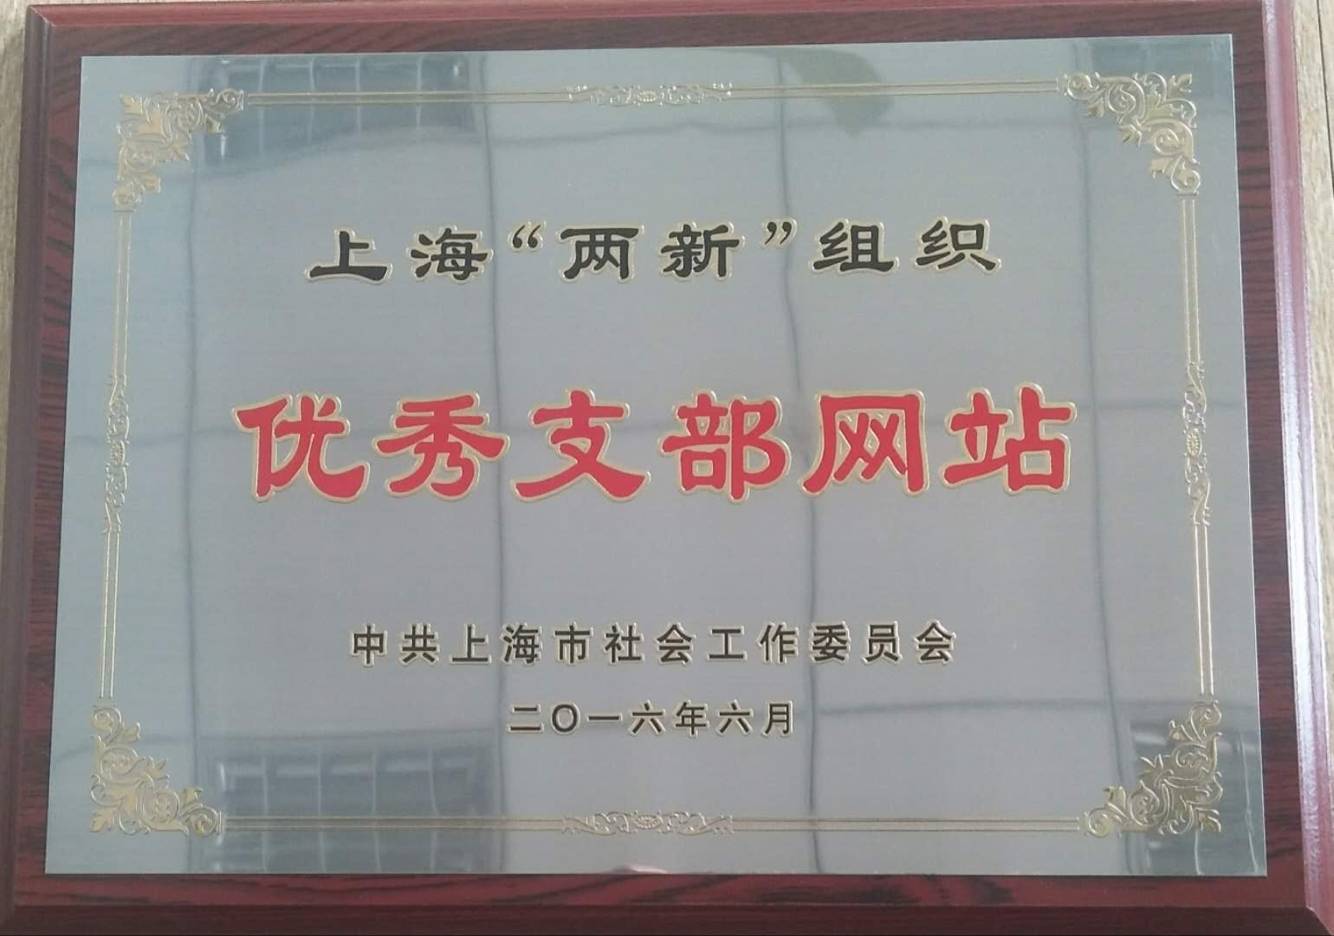 上海“两新”组织
优秀支部网站
中共上海市社会工作委员会
二〇一六年六月